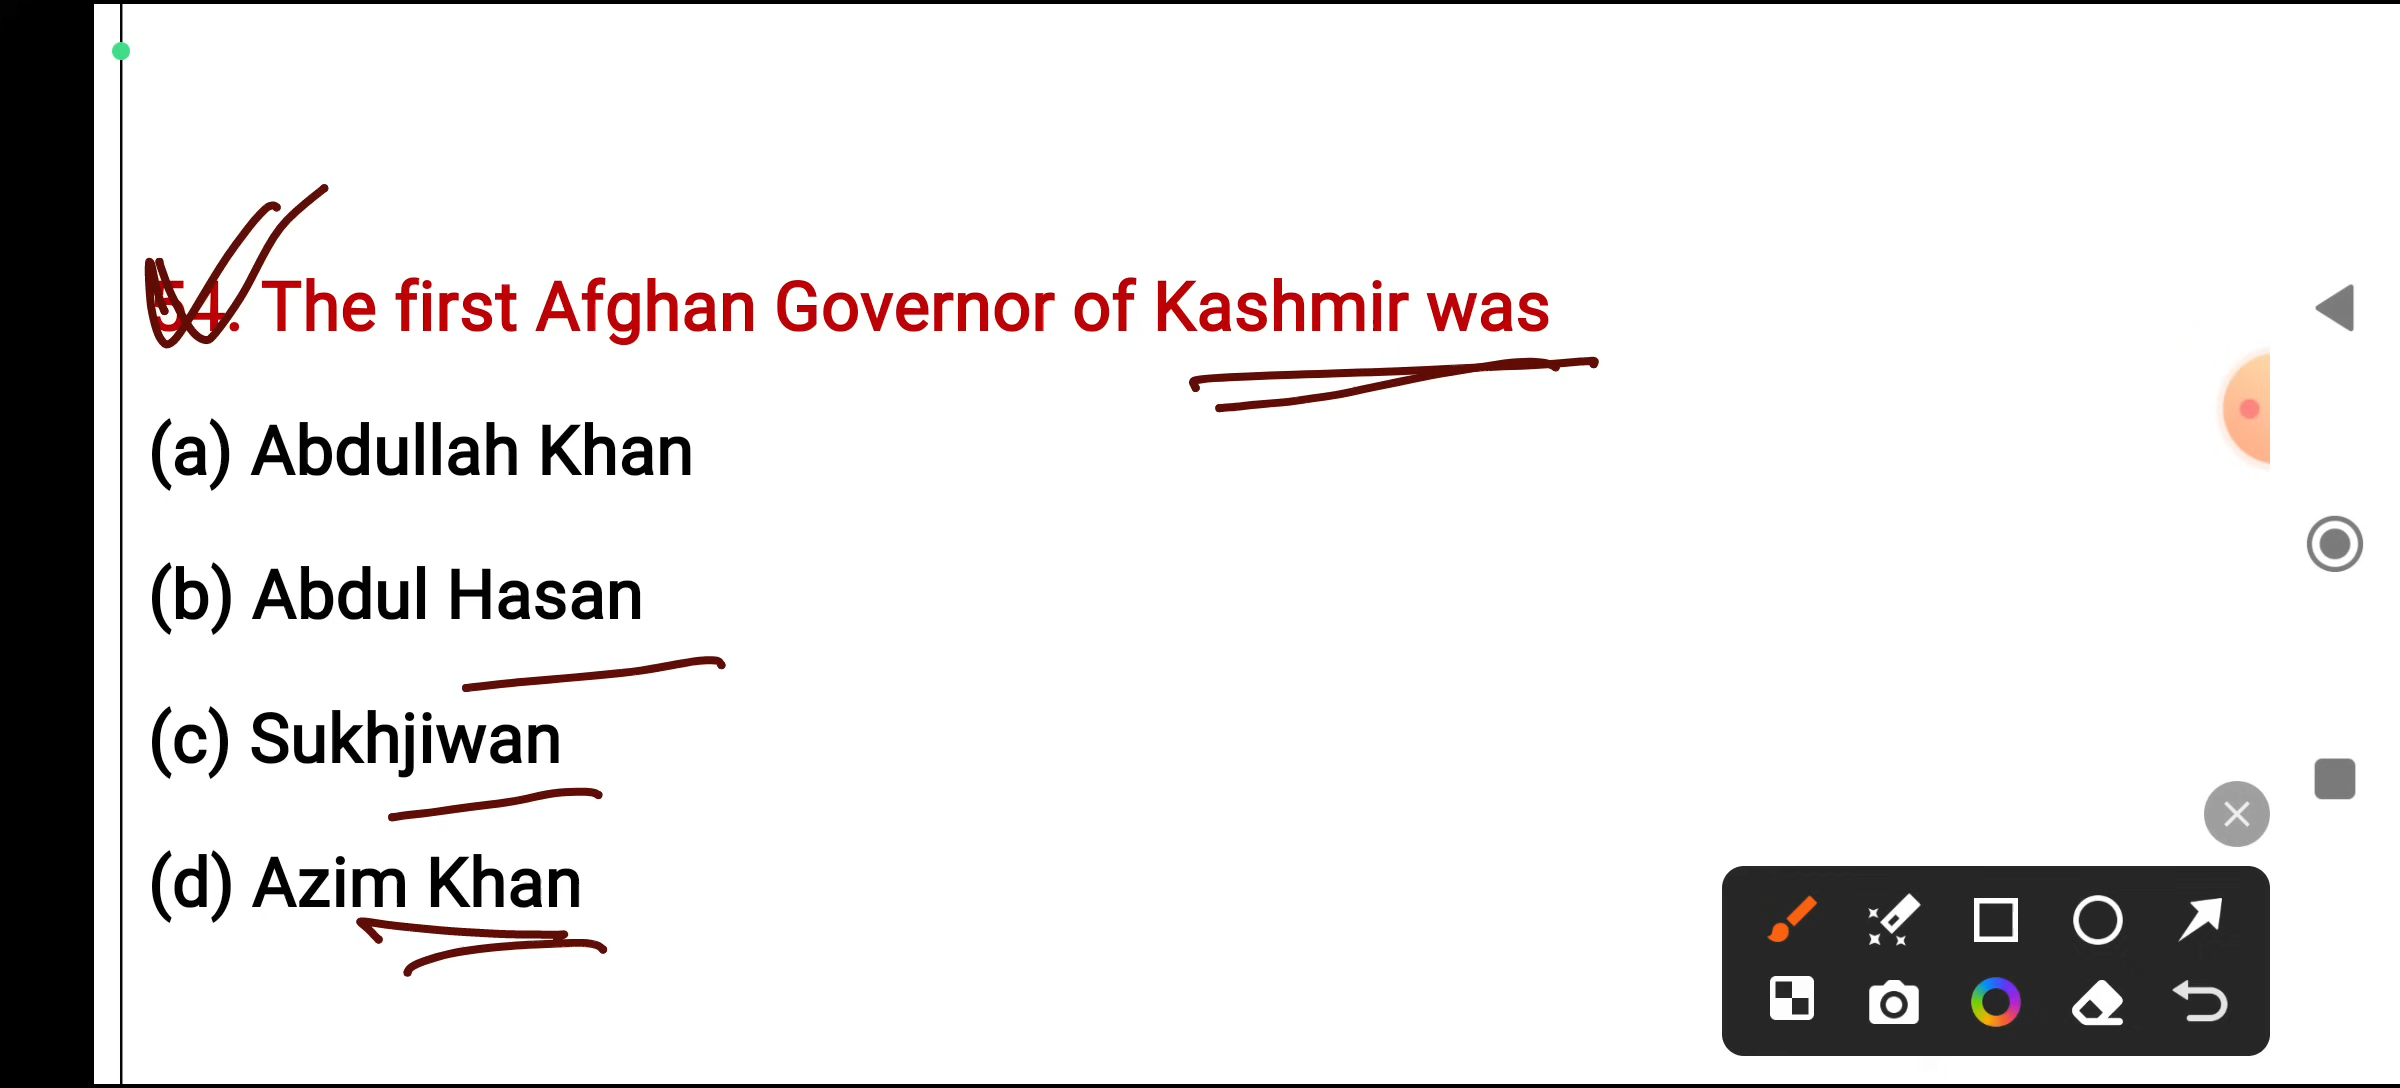 54. The first Afghan Governor of Kashmir was
(a) Abdullah Khan
(b) Abdul Hasan
(c) Sukhjiwan
(d) Azim Khan